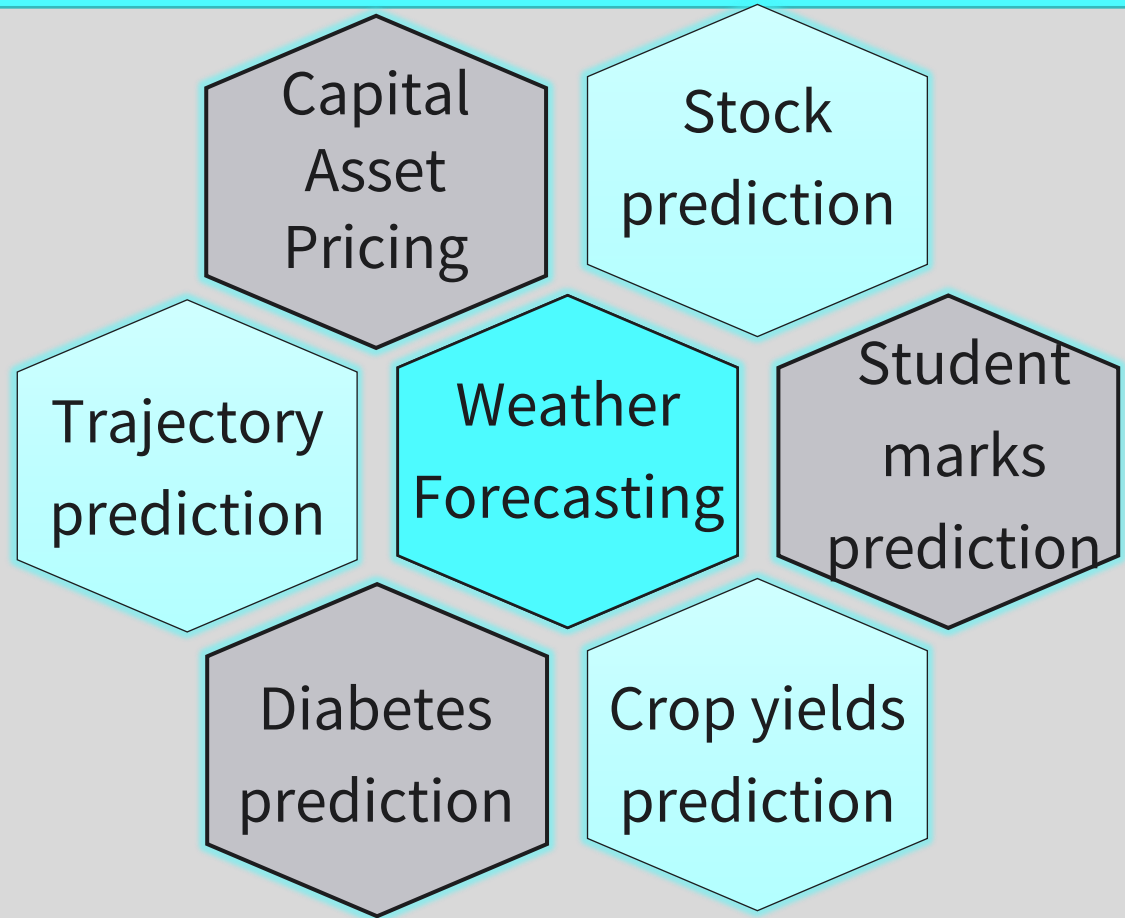 Capital
Asset
Pricing
Stock
prediction
Trajectory
prediction
Weather
Forecasting
Student
marks
prediction
Diabetes
prediction
Crop yields
prediction